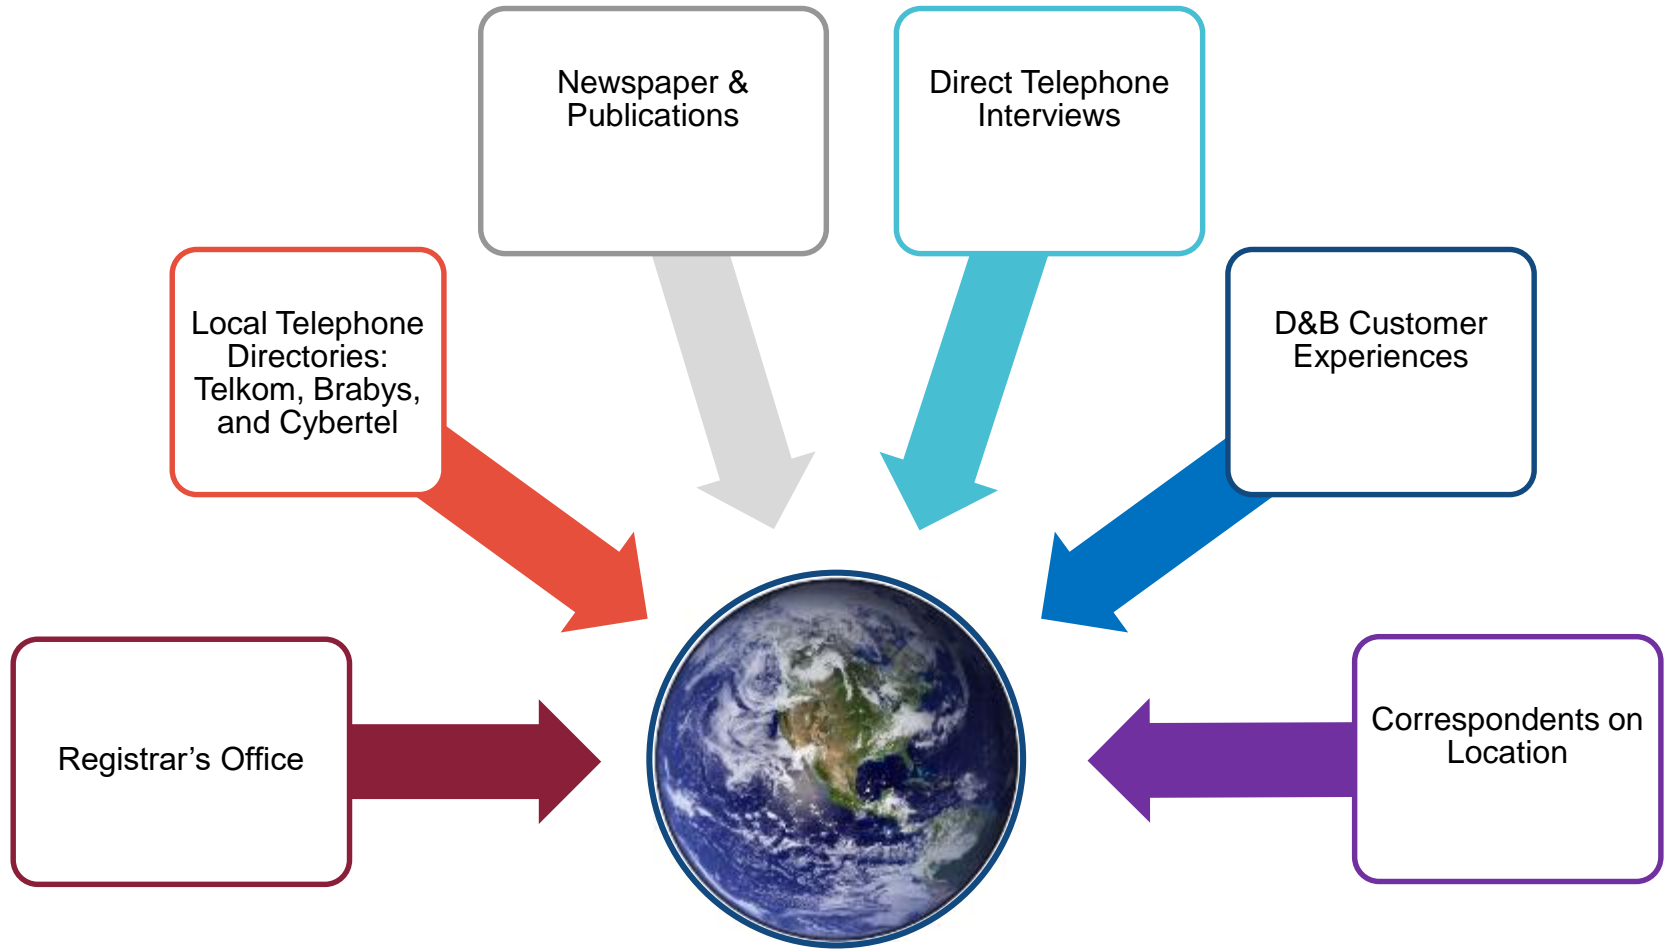 Newspaper &
Publications
Direct Telephone
Interviews
Local Telephone
Directories:
Telkom, Brabys,
and Cybertel
D&B Customer
Experiences
Registrar’s Office
Correspondents on
Location